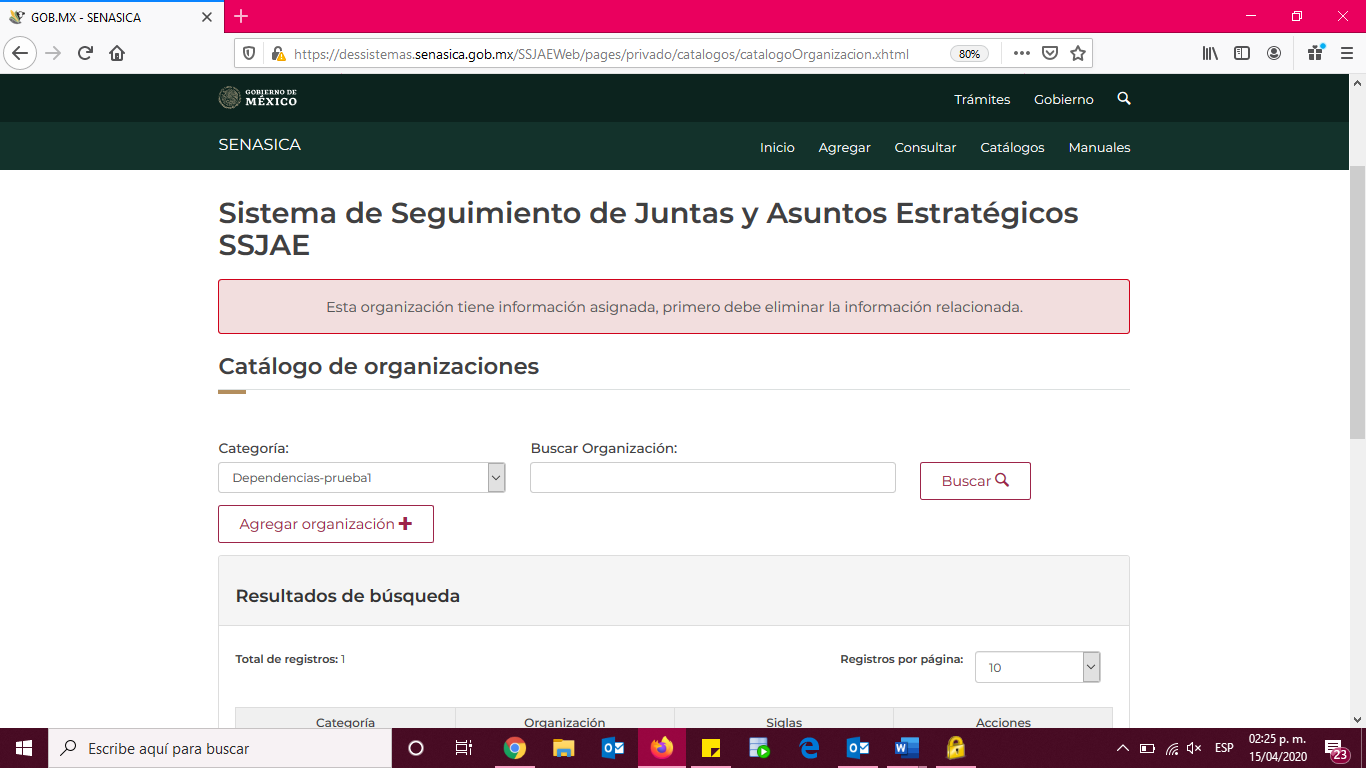 GOB.MX - SENASICA
https://dessistemas.senasica.gob.mx/SSJAEWeb/pages/privado/catalogos/catalogoOrganizacion.xhtml
80%
GOBIERNO DE
MÉXICO
Trámites
Gobierno
SENASICA
Inicio
Agregar
Consultar
Catálogos
Manuales
Sistema de Seguimiento de Juntas y Asuntos Estratégicos
SSJAE
Esta organización tiene información asignada, primero debe eliminar la información relacionada.
Catálogo de organizaciones
Categoría:
Buscar Organización:
Dependencias-prueba1
Buscar
Agregar organización
Resultados de búsqueda
Total de registros: 1
Registros por página:
10
Categoría
Organización
Siglas
Acciones
Escribe aquí para buscar
ESP
02:25 p. m.
15/04/2020
23